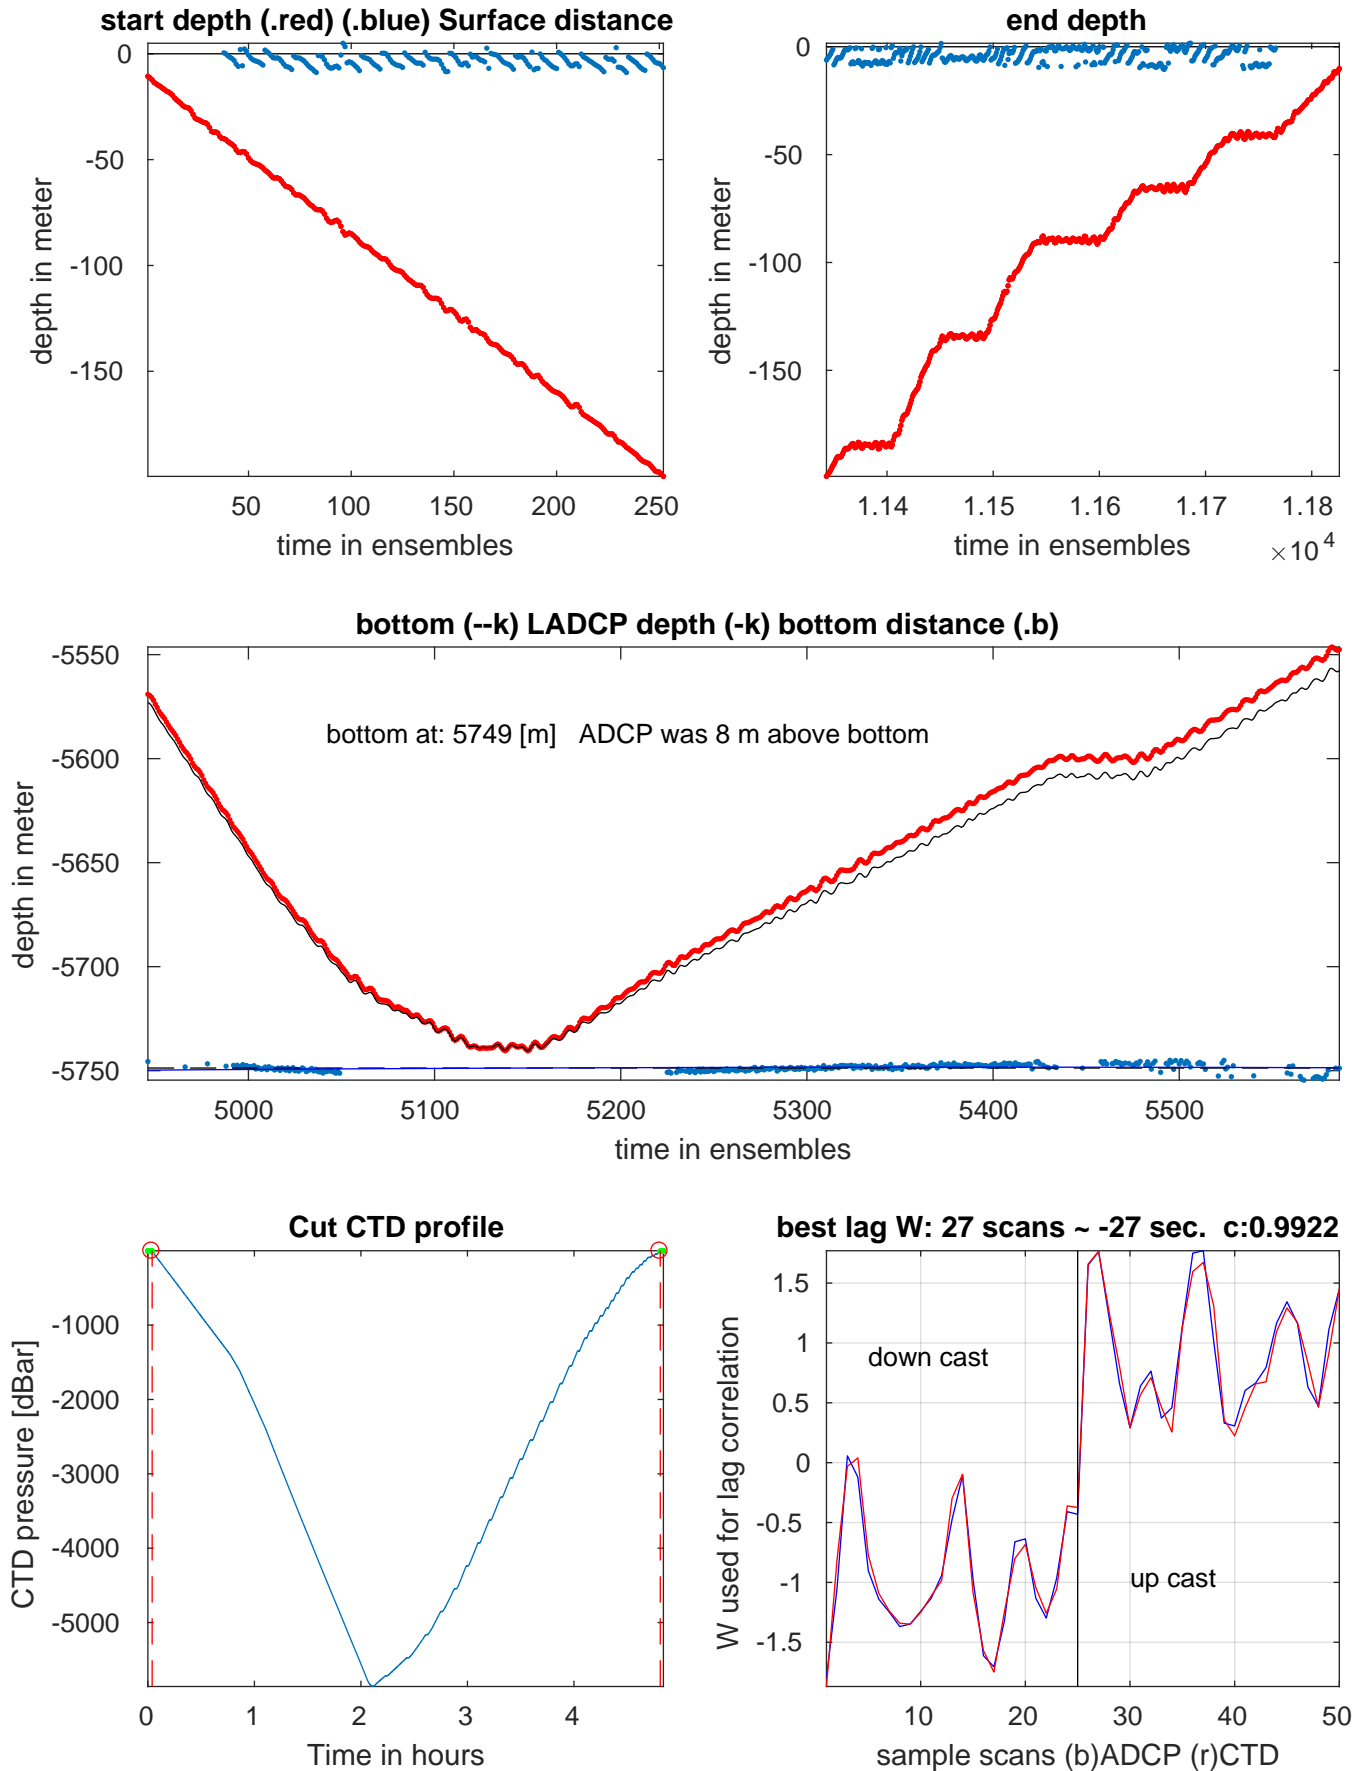 start depth (.red) (.blue) Surface distance
0
-50
-100
-150
depth in meter
50
100
150
200
250
time in ensembles
end depth
0
-50
-100
-150
depth in meter
1.14
1.15
1.16
1.17
1.18
×10 4
time in ensembles
bottom (--k) LADCP depth (-k) bottom distance (.b)
-5550
-5600
-5650
-5700
-5750
depth in meter
bottom at: 5749 [m] ADCP was 8 m above bottom
5000
5100
5200
5300
5400
5500
time in ensembles
Cut CTD profile
-1000
-2000
-3000
-4000
-5000
CTD pressure [dBar]
0
1
2
3
4
Time in hours
best lag W: 27 scans ~ -27 sec. c:0.9922
1.5
1
0.5
0
-0.5
-1
-1.5
W used for lag correlation
down cast
up cast
10
20
30
40
50
sample scans (b)ADCP (r)CTD